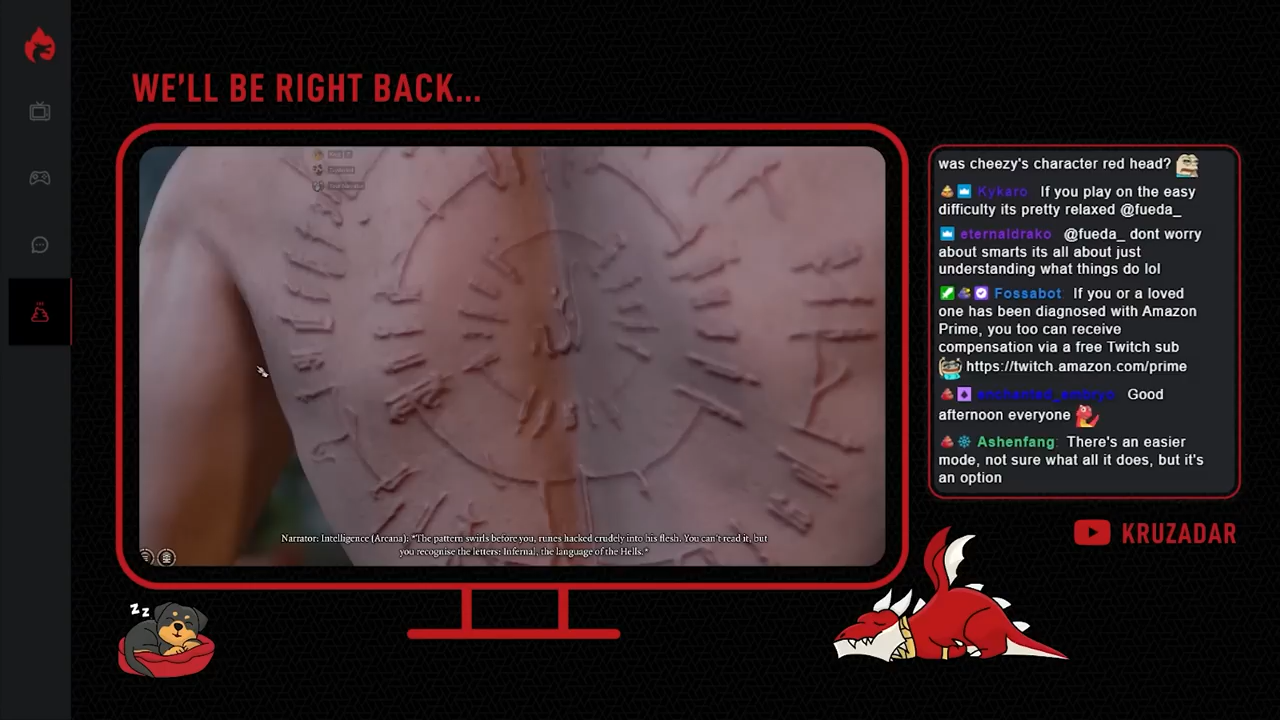 WE'LL BE RIGHT BACK...
Narrator: Intelligence (Arcana): *The pattern swirls before you, runes hacked crudely into his flesh. You can't read it, but
you recognise the letters: Infernal, the language of the Hells.*
was cheezy's character red head?
Kykaro If you play on the easy
difficulty its pretty relaxed @fueda_
eternaldrako @fueda_ dont worry
about smarts its all about just
understanding what things do lol
Fossabot If you or a loved
one has been diagnosed with Amazon
Prime, you too can receive
compensation via a free Twitch sub
https://twitch.amazon.com/prime
enchanted_embryo Good
afternoon everyone
Ashenfang: There's an easier
mode, not sure what all it does, but it's
an option
KRUZADAR
z z